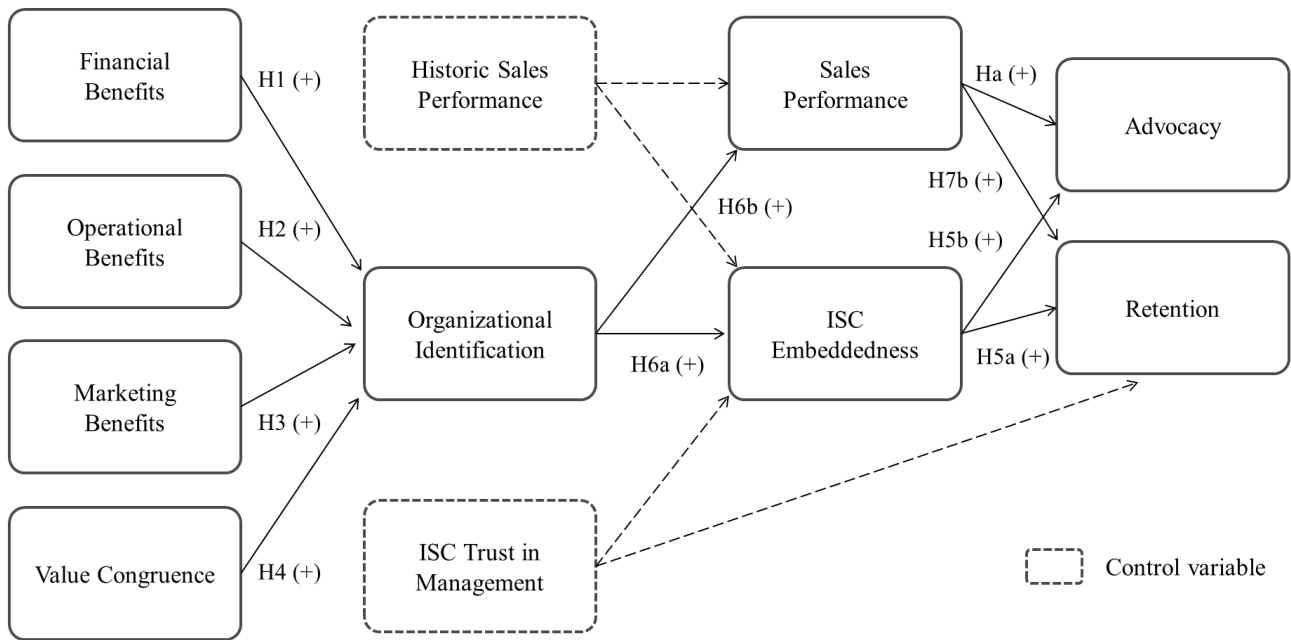 Financial
Benefits
H1 (+)
Historic Sales
Performance
Sales
Performance
Ha (+)
Advocacy
Operational
Benefits
H2 (+)
H6b (+)
H7b (+)
H5b (+)
Organizational
Identification
ISC
Embeddedness
Retention
H6a (+)
H5a (+)
Marketing
Benefits
H3 (+)
Value Congruence
H4 (+)
ISC Trust in
Management
Control variable